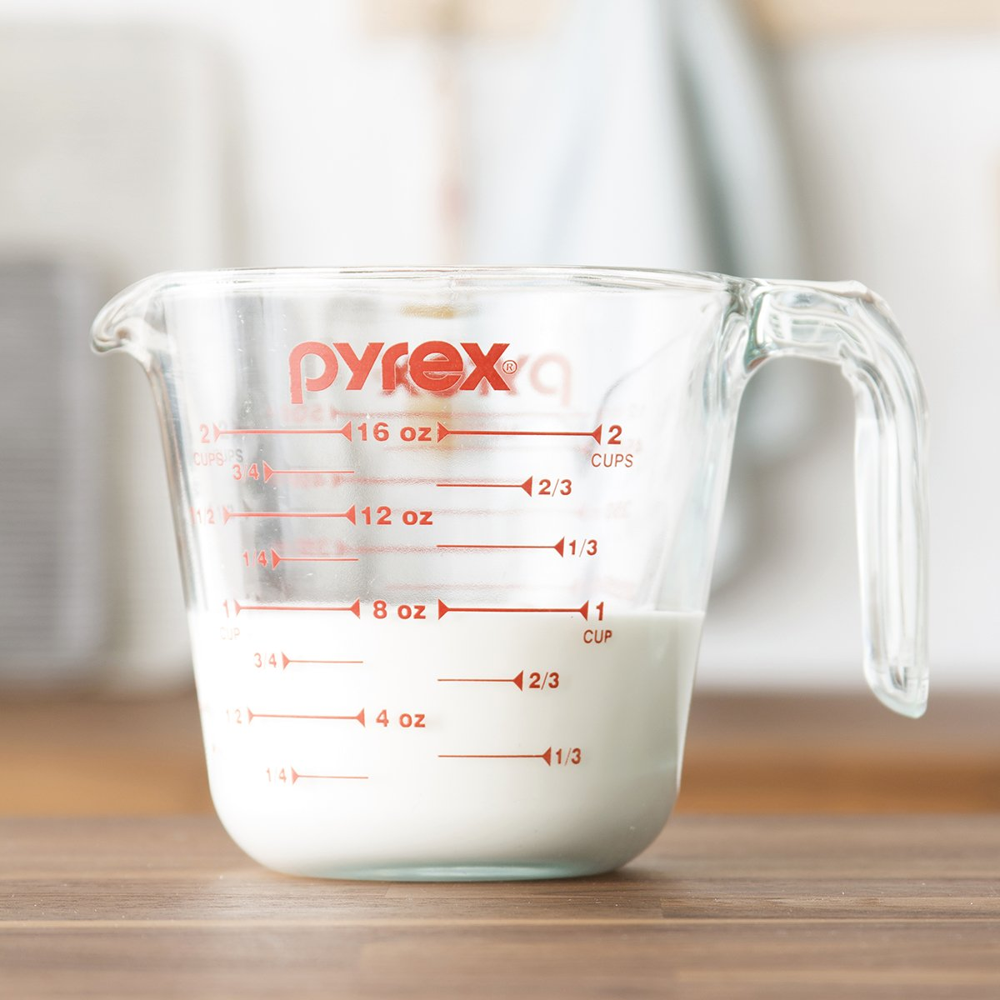 pyrex®
2 16 oz 2
CUPS CUPS
3/4
2/3
1/2 12 oz
1/3
1/4
1 8 oz 1
CUP CUP
3/4
2/3
1/2 4 oz
1/3
1/4